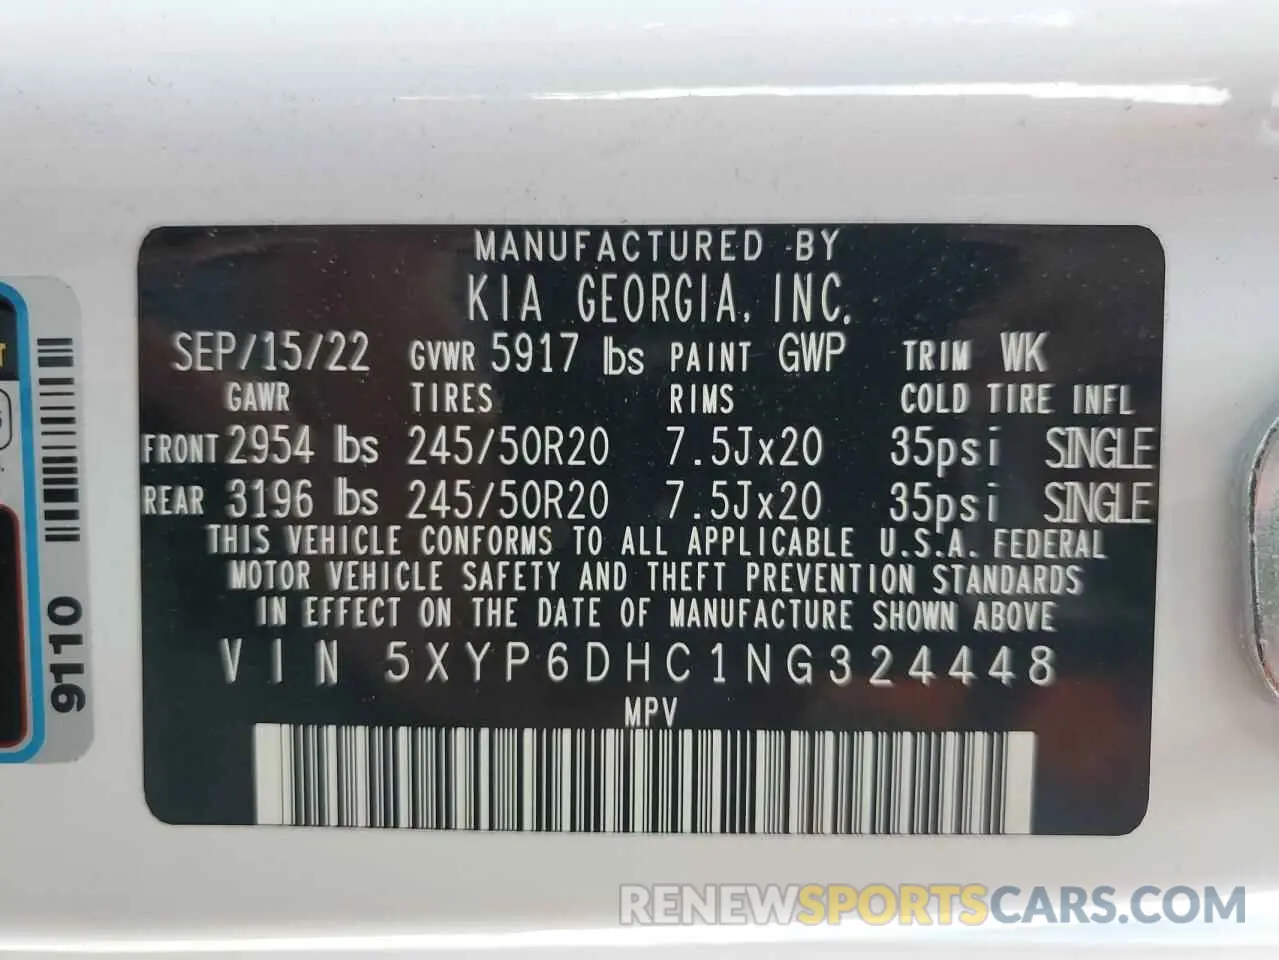 MANUFACTURED BY
KIA GEORGIA, INC.
SEP/15/22 GVWR 5917 lbs PAINT GWP TRIM WK
GAWR TIRES RIMS COLD TIRE INFL
FRONT 2954 lbs 245/50R20 7.5Jx20 35psi SINGLE
REAR 3196 lbs 245/50R20 7.5Jx20 35psi SINGLE
THIS VEHICLE CONFORMS TO ALL APPLICABLE U.S.A. FEDERAL
MOTOR VEHICLE SAFETY AND THEFT PREVENTION STANDARDS
IN EFFECT ON THE DATE OF MANUFACTURE SHOWN ABOVE
VIN 5XYP6DHC1NG324448
MPV
9110
RENEWSPORTSCARS.COM